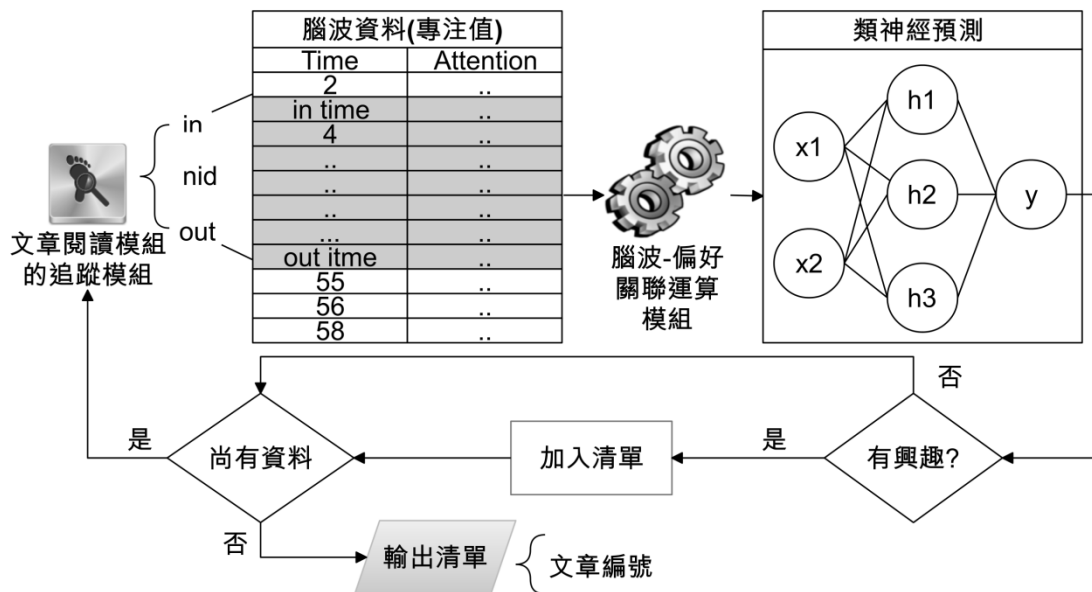 腦波資料(專注值)
Time Attention
2 ..
in time ..
4 ..
.. ..
.. ..
.. ..
... ..
out itme ..
55 ..
56 ..
58 ..
in
nid
out
文章閱讀模組
的追蹤模組
腦波-偏好
關聯運算
模組
類神經預測
x1
x2
h1
h2
h3
y
有興趣?
否
是
加入清單
尚有資料
是
否
輸出清單
文章編號